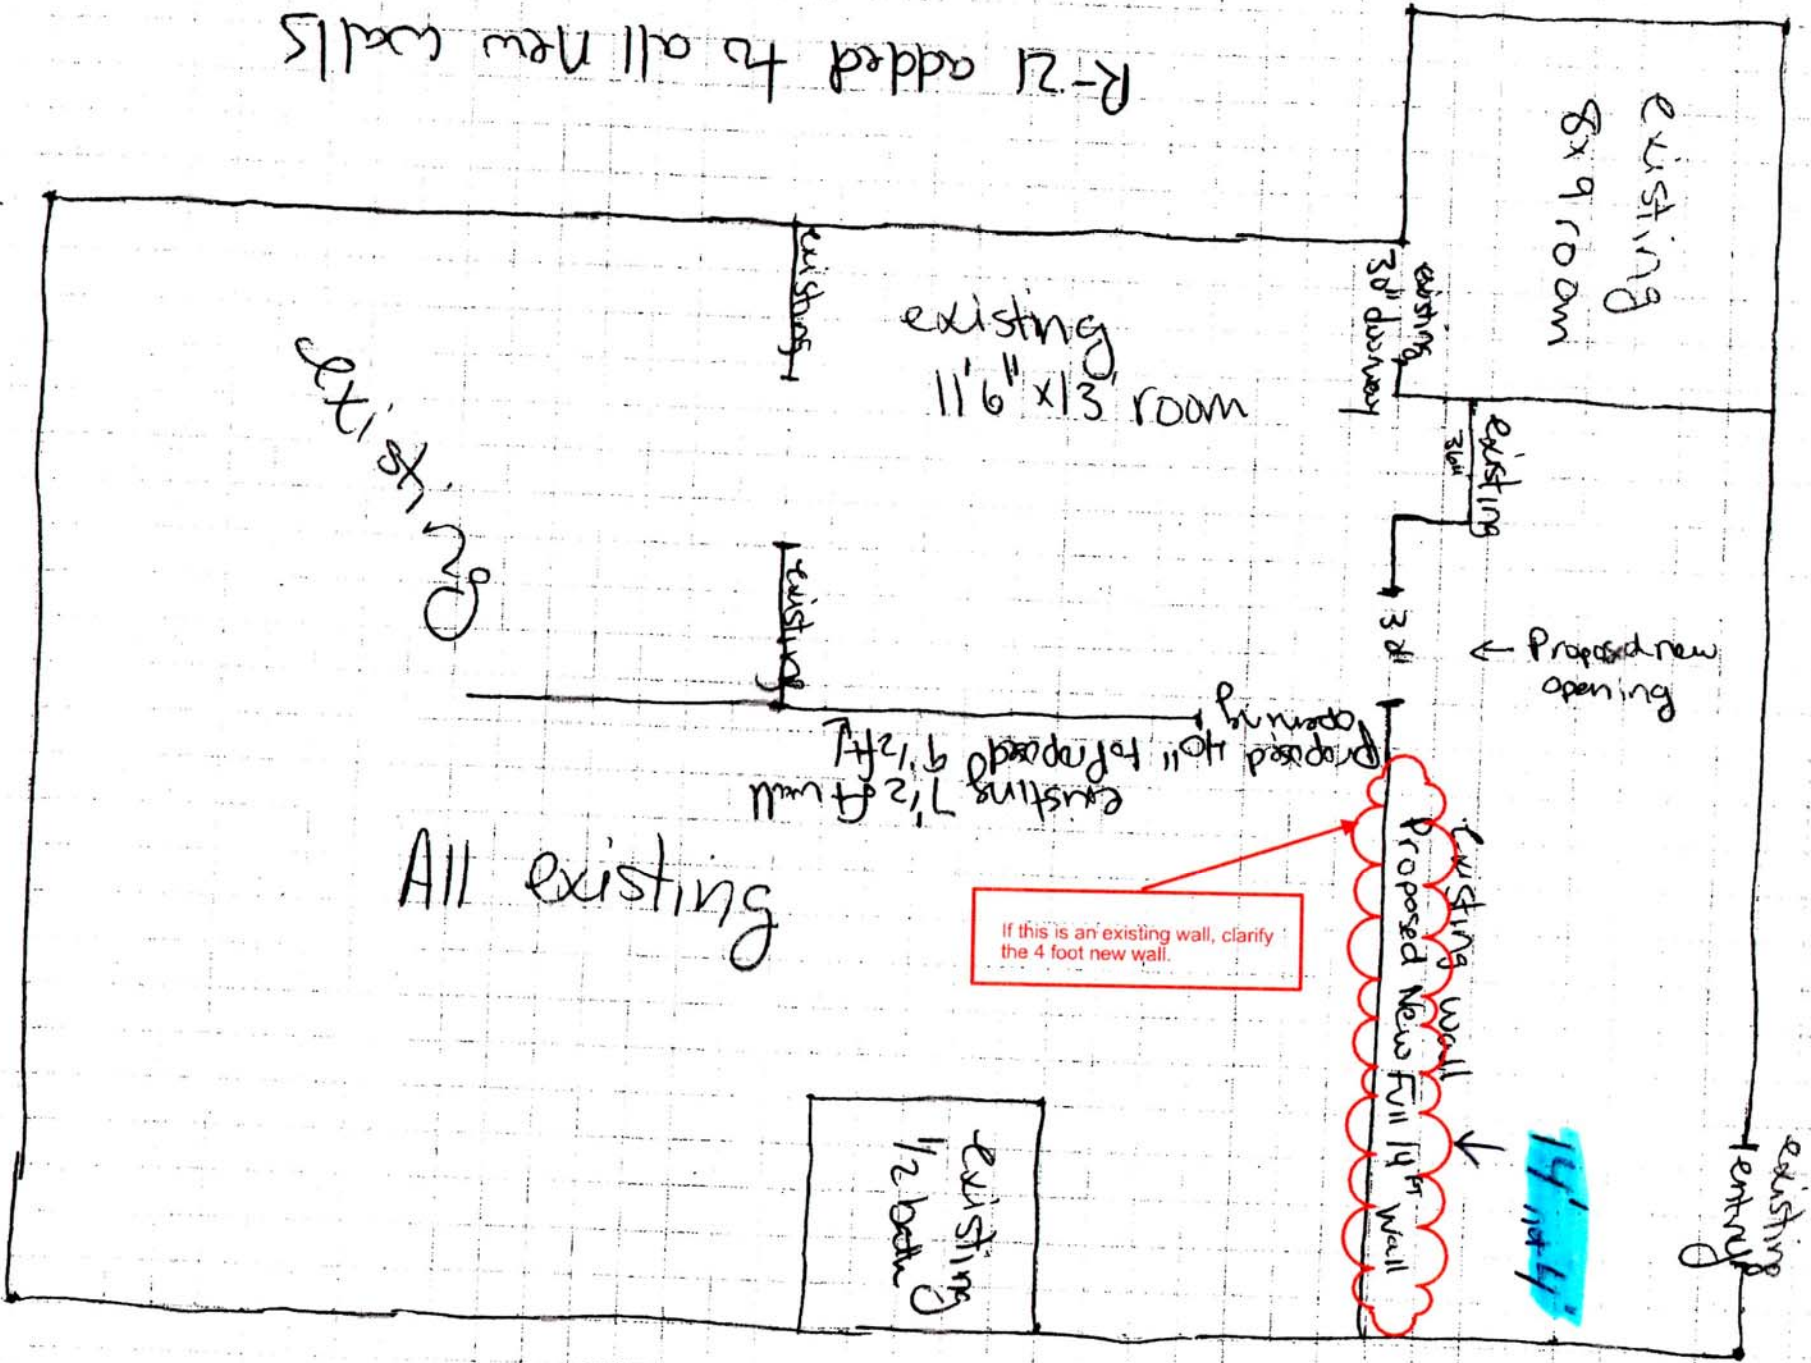 R-21 added to all new walls
existing
8x9 room
existing
existing
11'6" x13' room
existing
30" doorway
existing
existing
36"
existing
30"
← Proposed new
opening
proposed 40"
opening
to Proposed 9 1/2 ft
existing 7 1/2 ft wall
All existing
If this is an existing wall, clarify
the 4 foot new wall.
existing wall
Proposed New Full 14 FT Wall
14' not 4'
existing
entry
existing
1/2 bath